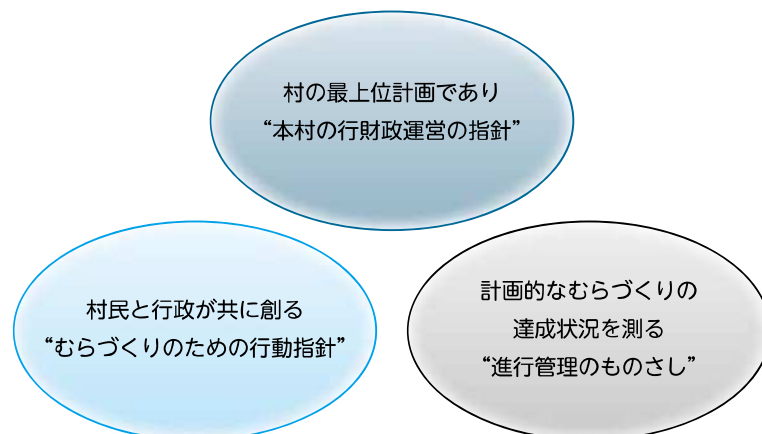 村の最上位計画であり
“本村の行財政運営の指針”
村民と行政が共に創る
“むらづくりのための行動指針”
計画的なむらづくりの
達成状況を測る
“進行管理のものさし”